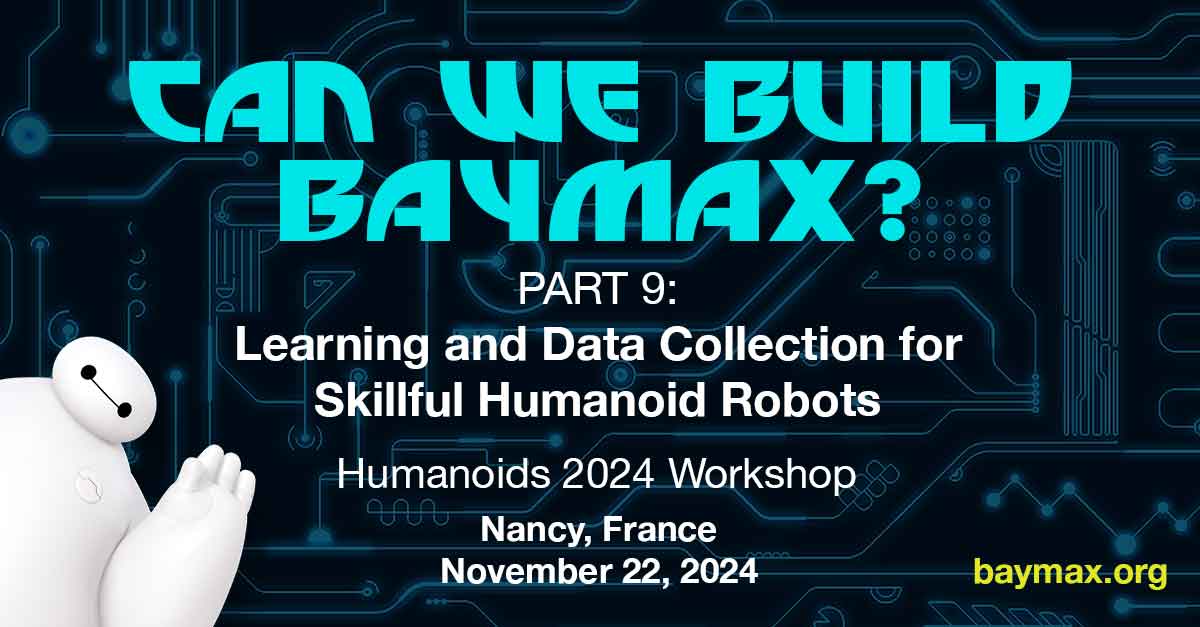 CAN WE BUILD
BAYMAX?
PART 9:
Learning and Data Collection for
Skillful Humanoid Robots
Humanoids 2024 Workshop
Nancy, France
November 22, 2024
baymax.org